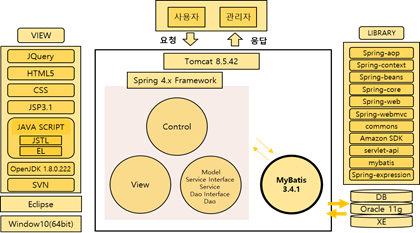 사용자
관리자
요청
응답
VIEW
JQuery
HTML5
CSS
JSP3.1
JAVA SCRIPT
JSTL
EL
OpenJDK 1.8.0.222
SVN
Eclipse
Window10(64bit)
Tomcat 8.5.42
Spring 4.x Framework
Control
View
Model
Service Interface
Service
Dao Interface
Dao
MyBatis
3.4.1
LIBRARY
Spring-aop
Spring-context
Spring-beans
Spring-core
Spring-web
Spring-webmvc
commons
Amazon SDK
servlet-api
mybatis
Spring-expression
DB
Oracle 11g
XE